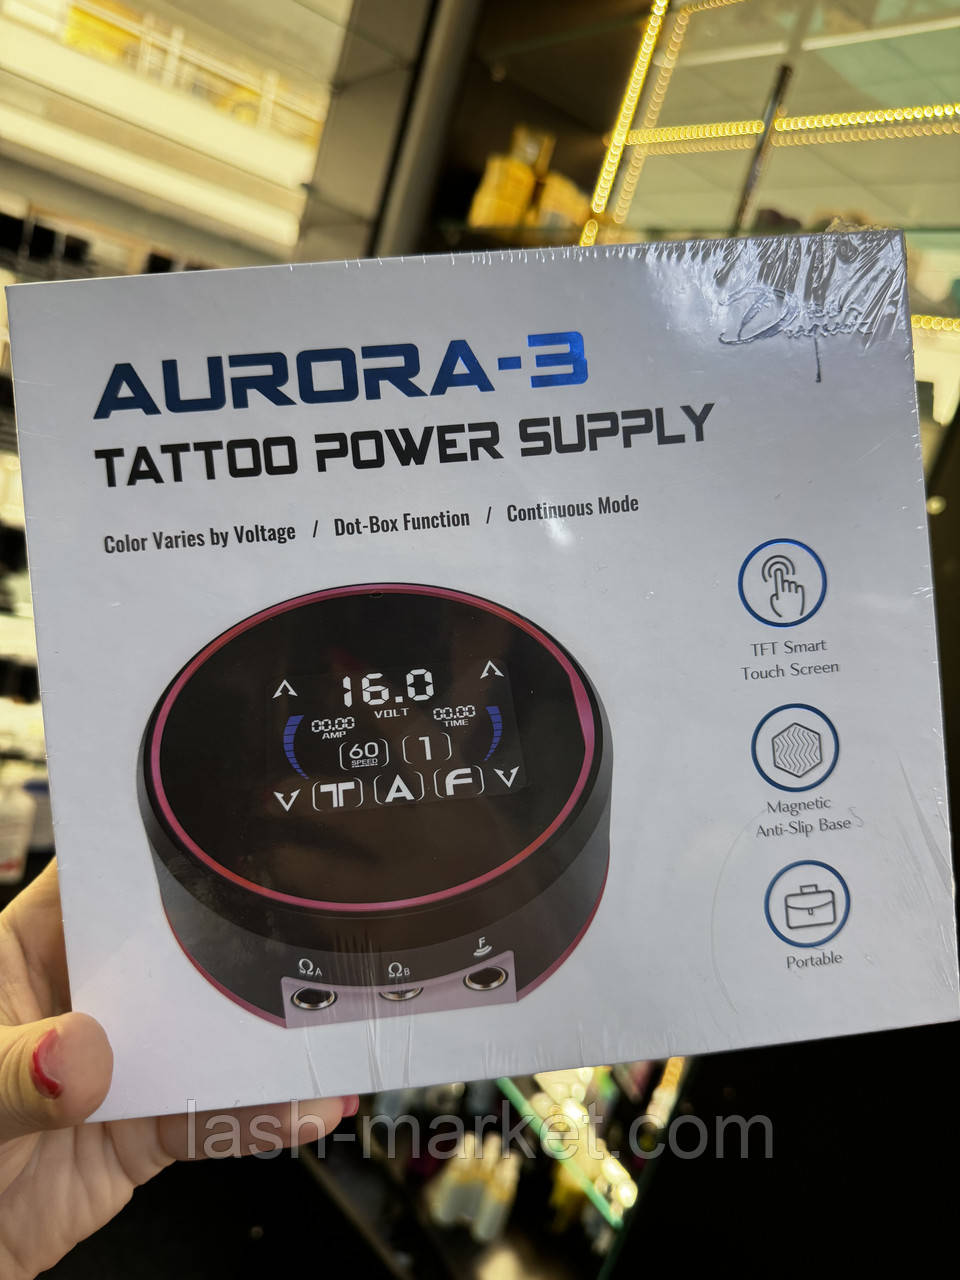 AURORA-3
TATTOO POWER SUPPLY
Color Varies by Voltage / Dot-Box Function / Continuous Mode
TFT Smart
Touch Screen
16.0
VOLT
00.00
AMP
00.00
TIME
60
SPEED
1
T A F
Magnetic
Anti-Slip Base
Portable
ΩA
ΩB
F
lash-market.com